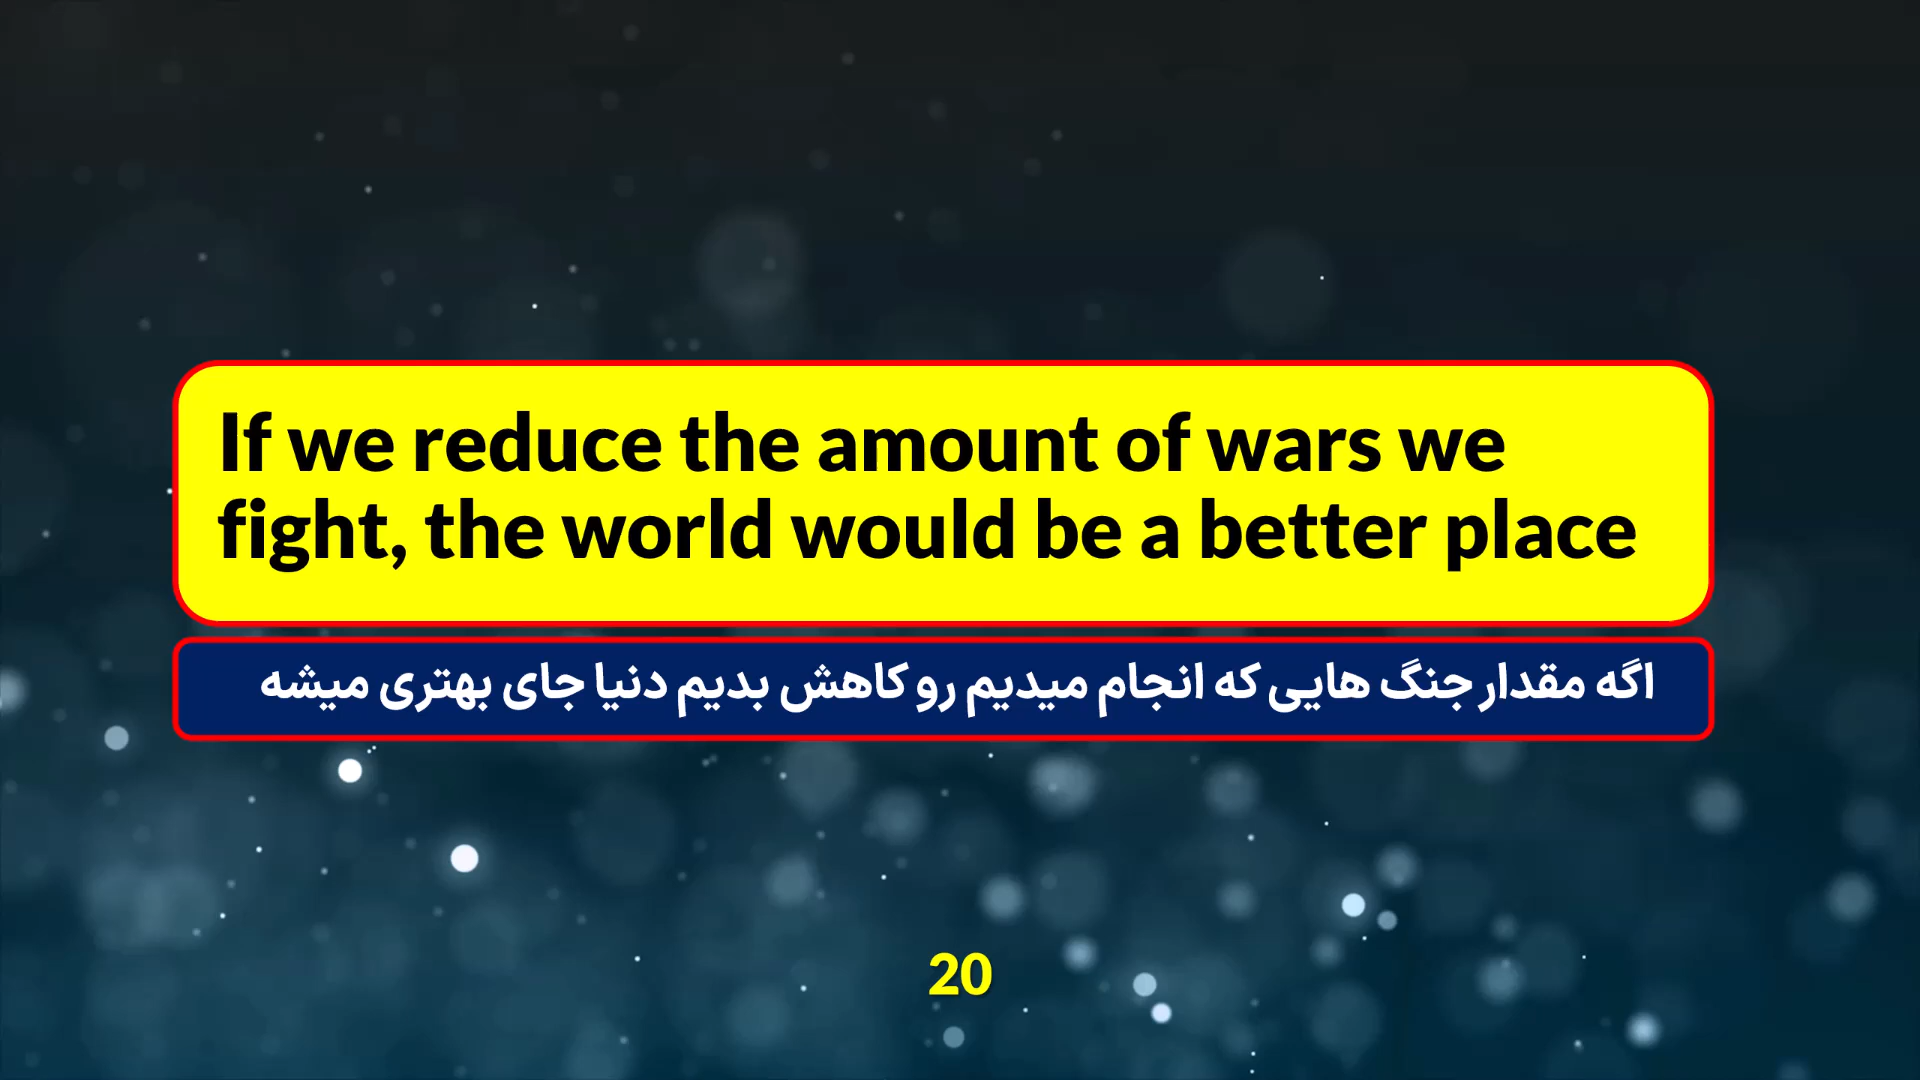 If we reduce the amount of wars we
fight, the world would be a better place
اگه مقدار جنگ هایی که انجام میدیم رو کاهش بدیم دنیا جای بهتری میشه
20